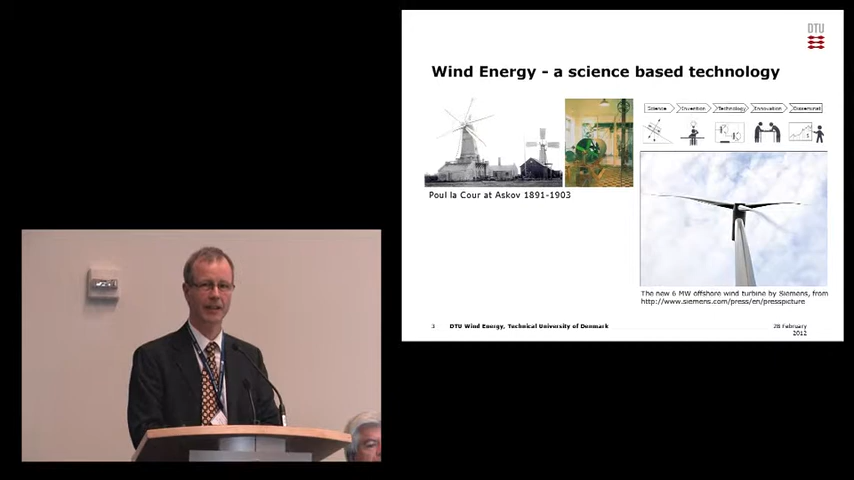 DTU
Wind Energy - a science based technology
Science Invention Technology Innovation
Poul la Cour at Askov 1891-1903
The new 6 MW offshore wind turbine by Siemens, from
http://www.siemens.com/press/en/presspicture
3 DTU Wind Energy, Technical University of Denmark 28 February
2012